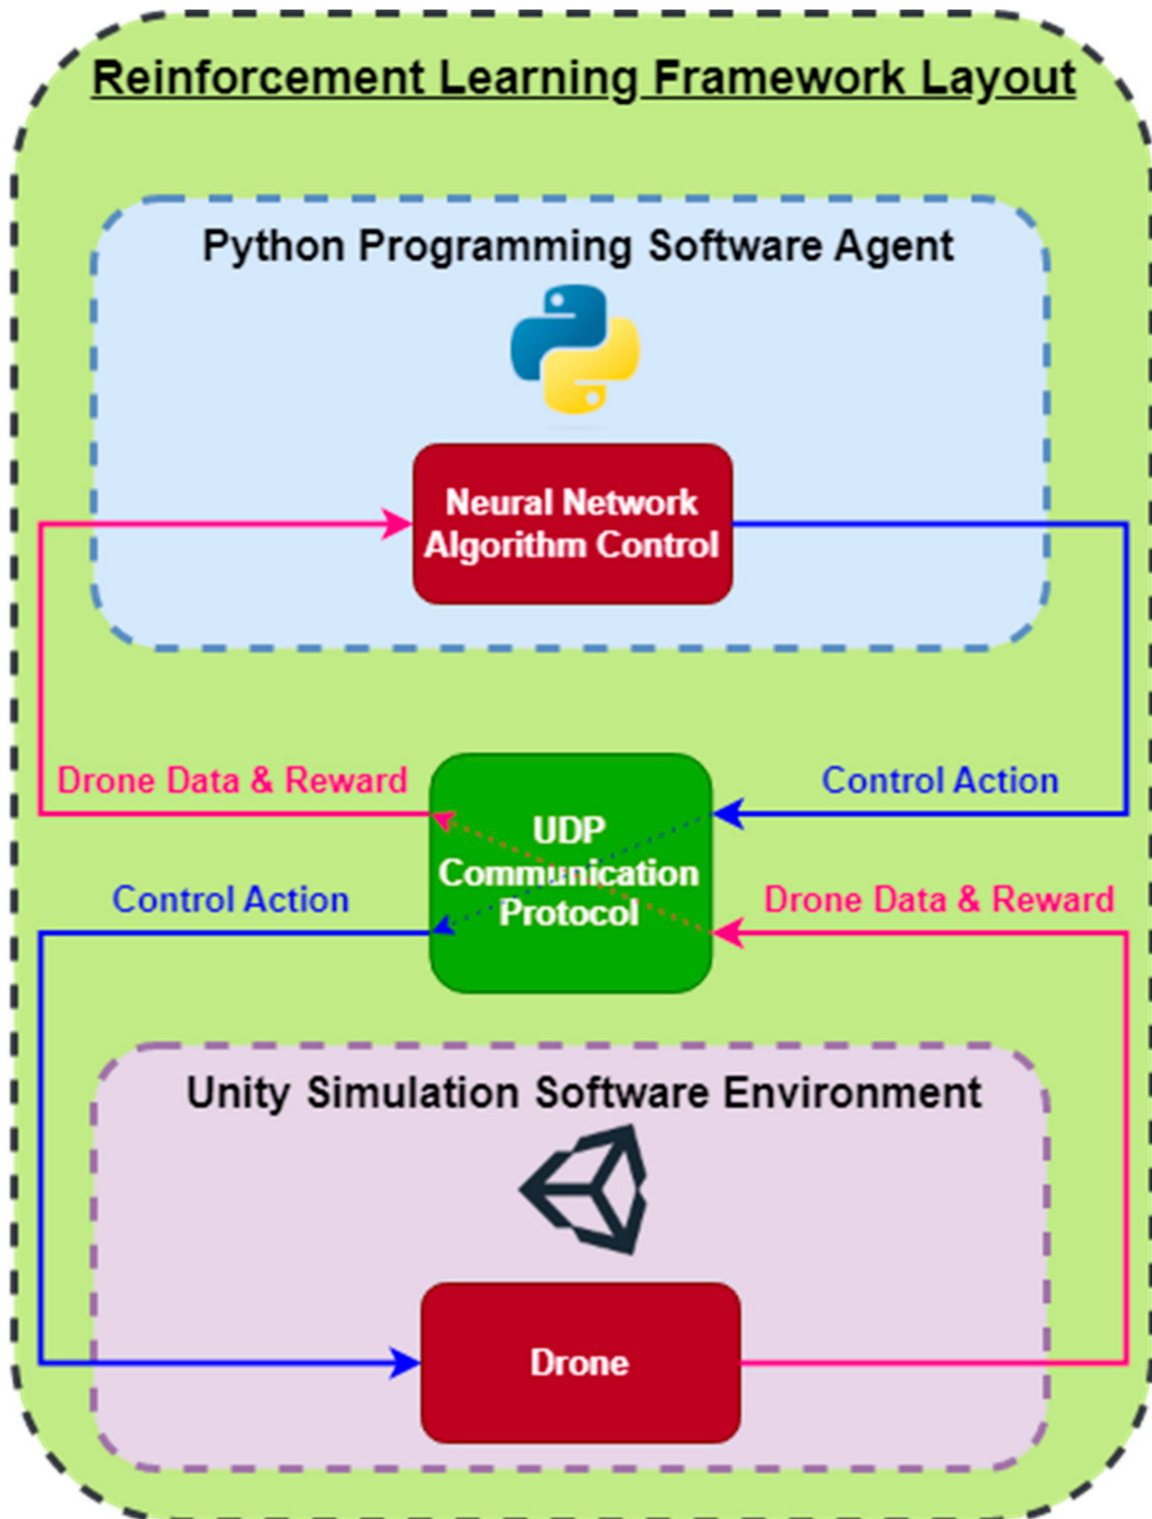 Reinforcement Learning Framework Layout
Python Programming Software Agent
Neural Network
Algorithm Control
Drone Data & Reward
Control Action
UDP
Communication
Protocol
Control Action
Drone Data & Reward
Unity Simulation Software Environment
Drone